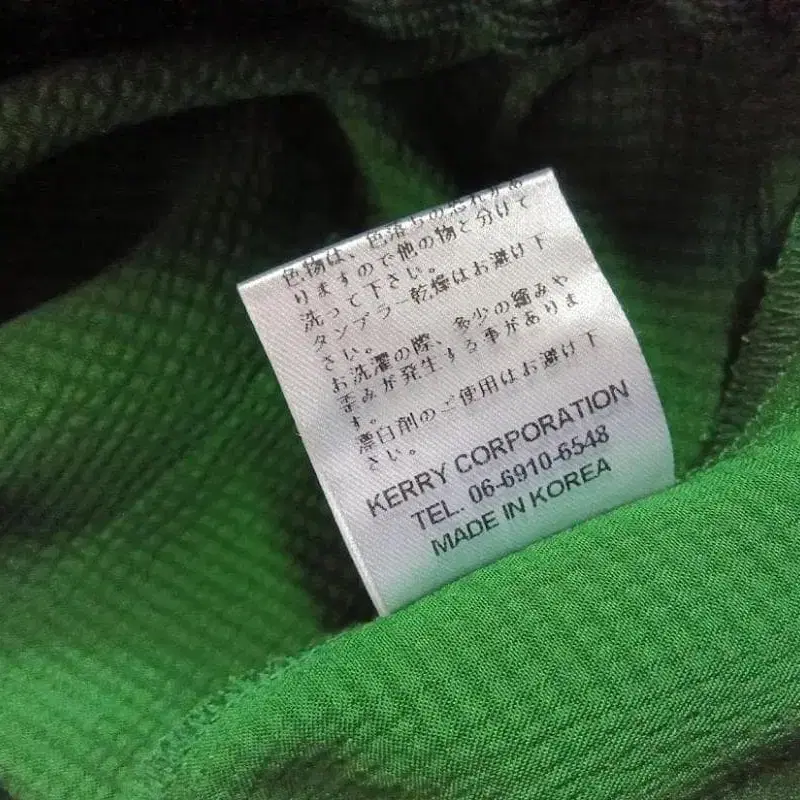 色物は、色落ちの恐れがあ
りますので他の物と分けて
洗って下さい。
タンブラー乾燥はお避け下
さい。
お洗濯の際、多少の縮みや
歪みが発生する事がありま
す。
漂白剤のご使用はお避け下
さい。
KERRY CORPORATION
TEL. 06-6910-6548
MADE IN KOREA